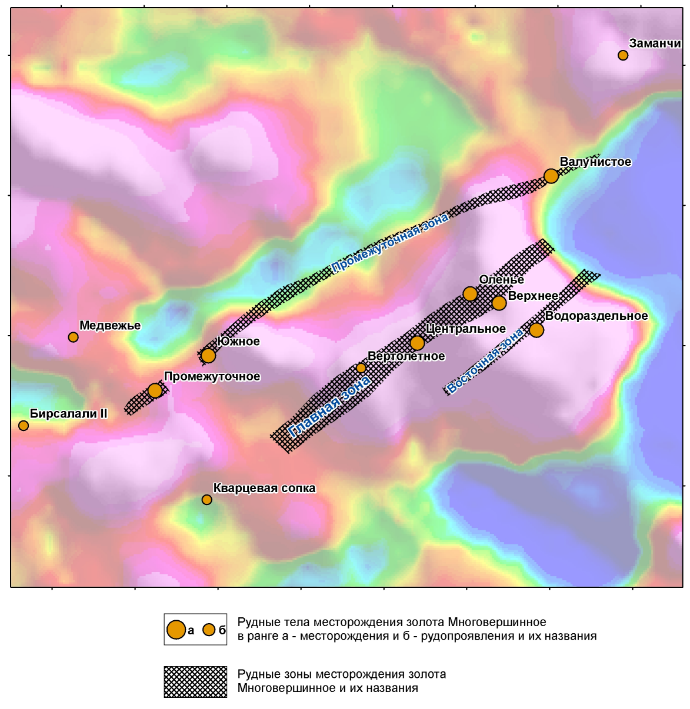 Заманчи
Валунистое
Промежуточная зона
Оленье
Верхнее
Водораздельное
Центральное
Медвежье
Южное
Вертолетное
Восточная зона
Промежуточное
Главная зона
Бирсалали II
Кварцевая сопка
а б
Рудные тела месторождения золота Многовершинное
в ранге а - месторождения и б - рудопроявления и их названия
Рудные зоны месторождения золота
Многовершинное и их названия